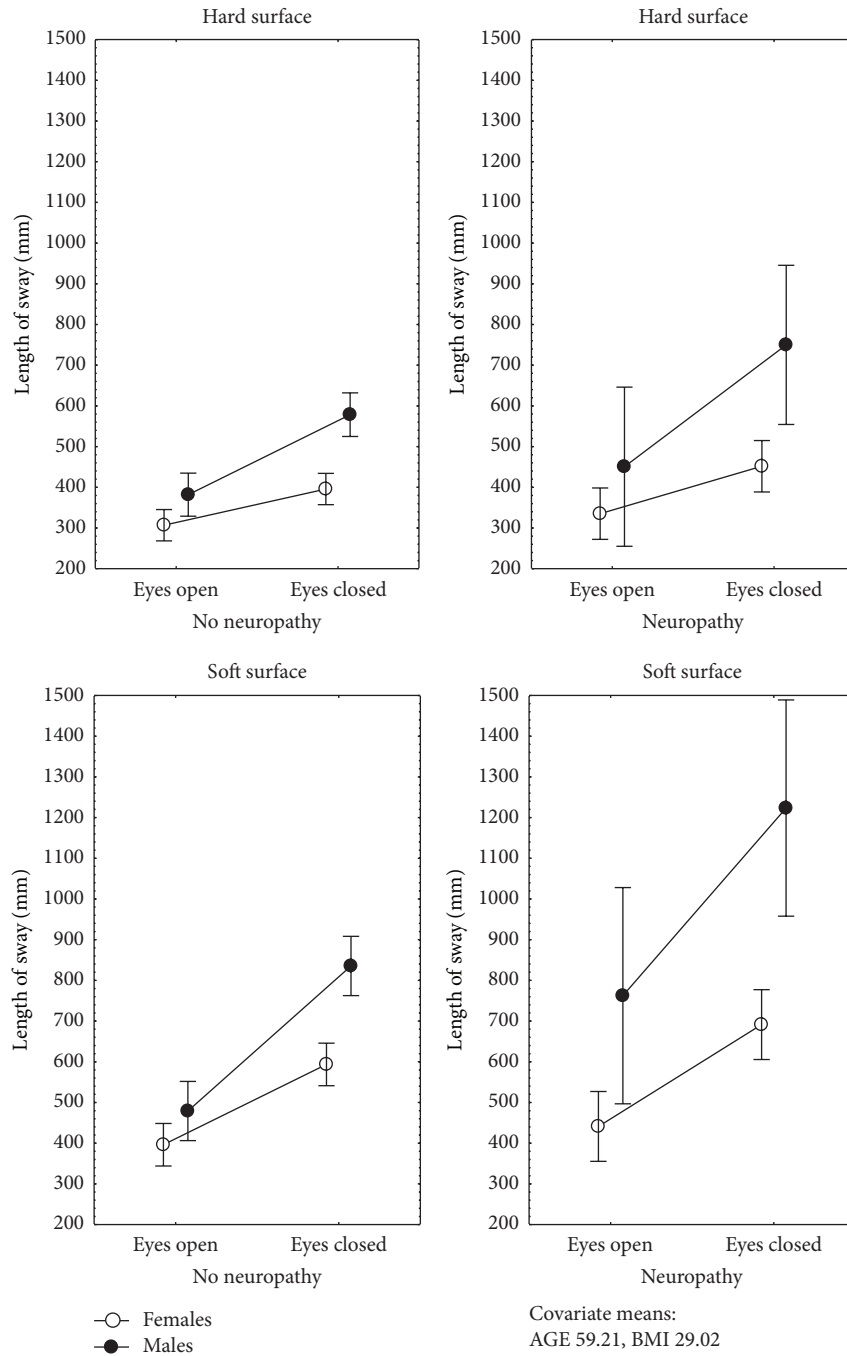 Hard surface
1500
1400
1300
1200
1100
1000
900
800
700
600
500
400
300
200
Length of sway (mm)
Eyes open Eyes closed
No neuropathy
Hard surface
1500
1400
1300
1200
1100
1000
900
800
700
600
500
400
300
200
Length of sway (mm)
Eyes open Eyes closed
Neuropathy
Soft surface
1500
1400
1300
1200
1100
1000
900
800
700
600
500
400
300
200
Length of sway (mm)
Eyes open Eyes closed
No neuropathy
Soft surface
1500
1400
1300
1200
1100
1000
900
800
700
600
500
400
300
200
Length of sway (mm)
Eyes open Eyes closed
Neuropathy
Females
Males
Covariate means:
AGE 59.21, BMI 29.02